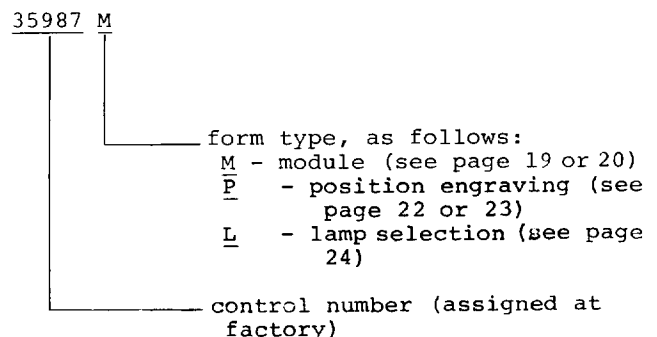 35987 M
form type, as follows:
M - module (see page 19 or 20)
P - position engraving (see
page 22 or 23)
L - lamp selection (see page
24)
control number (assigned at
factory)